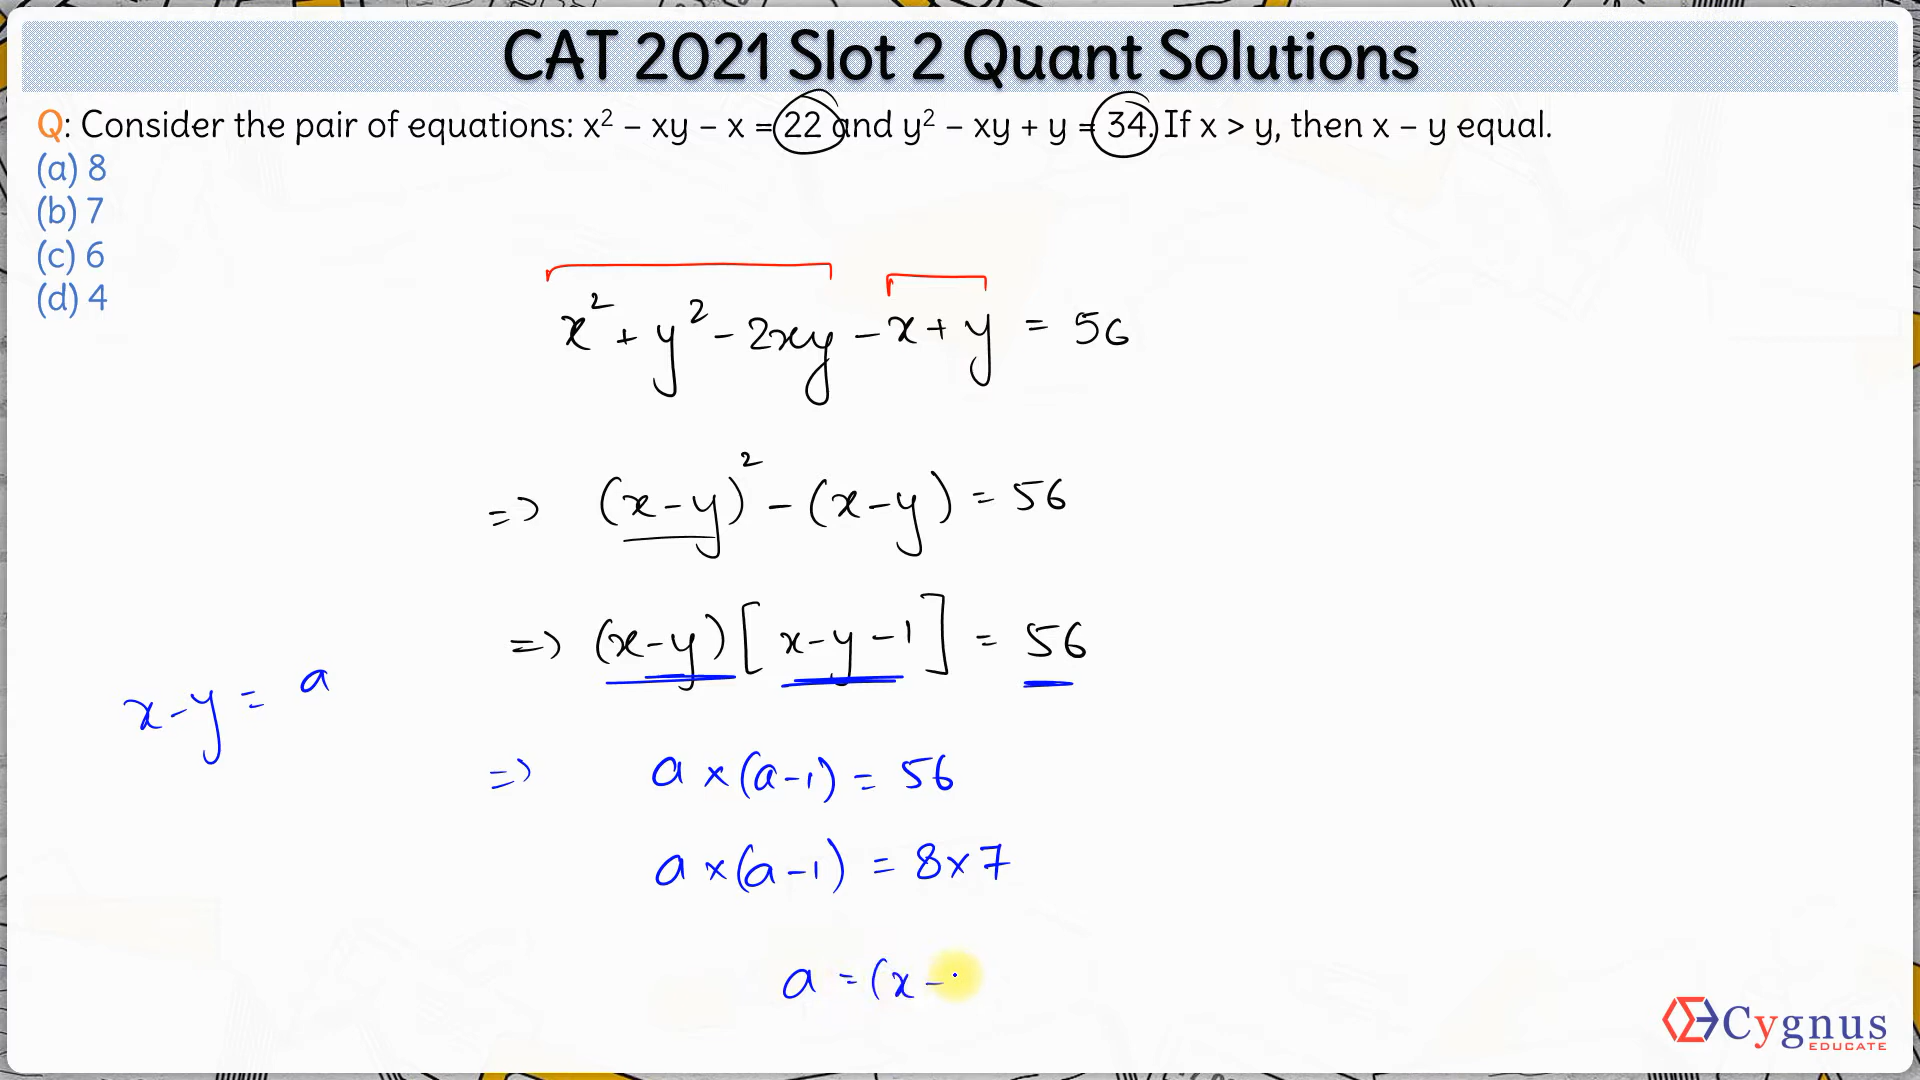 CAT 2021 Slot 2 Quant Solutions
Q: Consider the pair of equations: x² – xy – x = 22 and y² – xy + y = 34. If x > y, then x – y equal.
(a) 8
(b) 7
(c) 6
(d) 4
x² + y² - 2xy - x + y = 56
=> (x-y)² - (x-y) = 56
=> (x-y)[x-y-1] = 56
x-y = a
=> a × (a-1) = 56
a × (a-1) = 8×7
a = (x -
Cygnus
EDUCATE